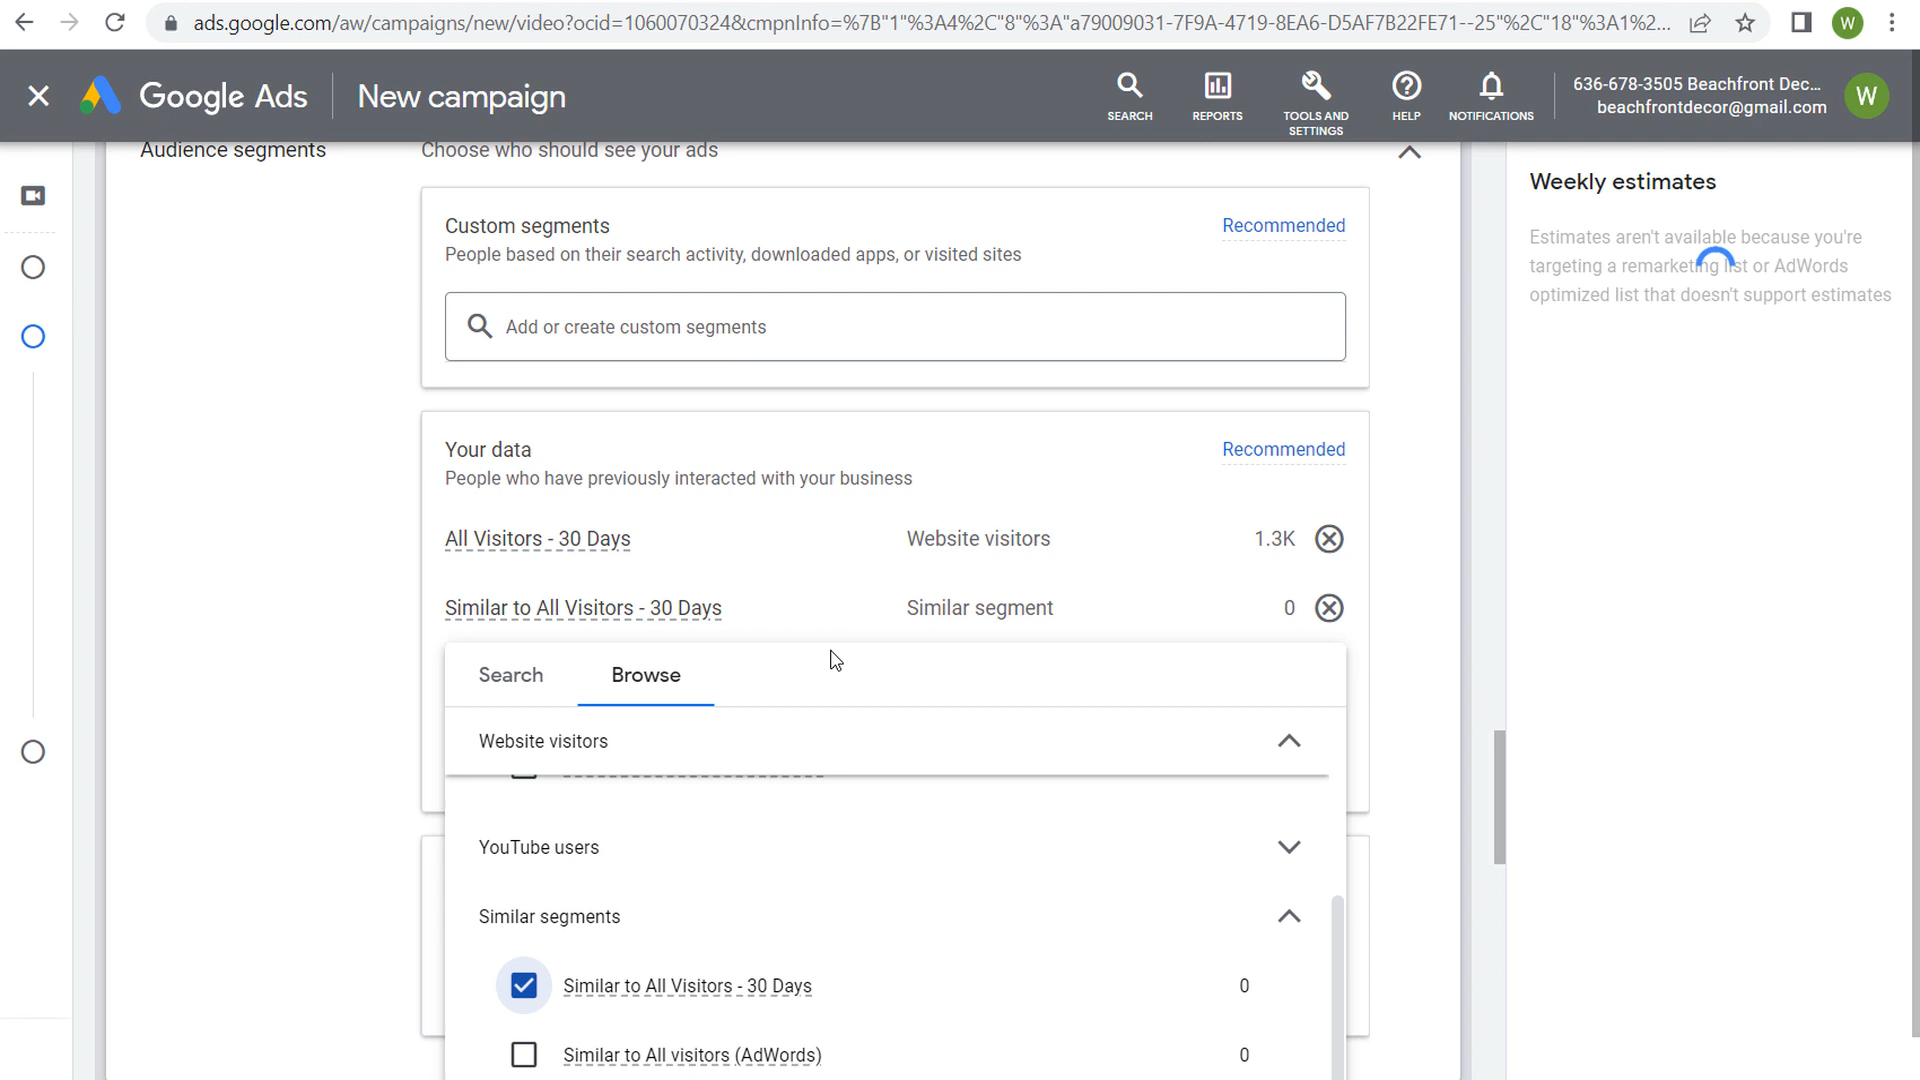 ads.google.com/aw/campaigns/new/video?ocid=1060070324&cmpnInfo=%7B"1"%3A4%2C"8"%3A"a79009031-7F9A-4719-8EA6-D5AF7B22FE71--25"%2C"18"%3A1%2...
W
Google Ads
New campaign
SEARCH
REPORTS
TOOLS AND
SETTINGS
HELP
NOTIFICATIONS
636-678-3505 Beachfront Dec...
beachfrontdecor@gmail.com
W
Audience segments
Choose who should see your ads
Weekly estimates
Estimates aren't available because you're
targeting a remarketing list or AdWords
optimized list that doesn't support estimates
Custom segments
Recommended
People based on their search activity, downloaded apps, or visited sites
Add or create custom segments
Your data
Recommended
People who have previously interacted with your business
All Visitors - 30 Days
Website visitors
1.3K
Similar to All Visitors - 30 Days
Similar segment
0
Search
Browse
Website visitors
YouTube users
Similar segments
Similar to All Visitors - 30 Days
0
Similar to All visitors (AdWords)
0